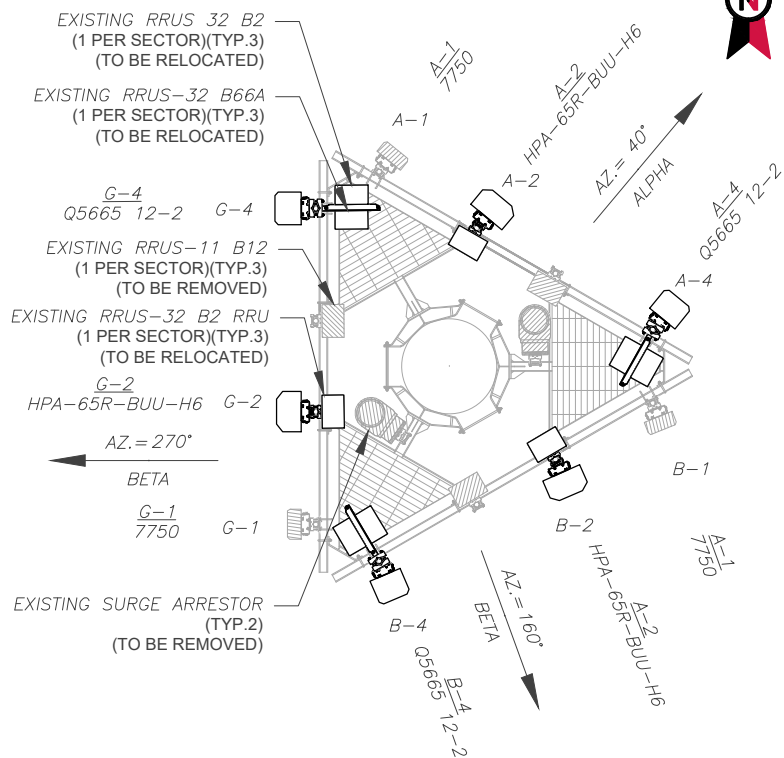 EXISTING RRUS 32 B2
(1 PER SECTOR)(TYP.3)
(TO BE RELOCATED)
EXISTING RRUS-32 B66A
(1 PER SECTOR)(TYP.3)
(TO BE RELOCATED)
G-4
Q5665 12-2
G-4
EXISTING RRUS-11 B12
(1 PER SECTOR)(TYP.3)
(TO BE REMOVED)
EXISTING RRUS-32 B2 RRU
(1 PER SECTOR)(TYP.3)
(TO BE RELOCATED)
G-2
HPA-65R-BUU-H6
G-2
AZ.=270°
BETA
G-1
7750
G-1
EXISTING SURGE ARRESTOR
(TYP.2)
(TO BE REMOVED)
A-1
7750
A-1
A-2
HPA-65R-BUU-H6
A-2
AZ.= 40°
ALPHA
N
A-4
Q5665 12-2
A-4
B-1
A-1
7750
B-2
A-2
HPA-65R-BUU-H6
AZ.=160°
BETA
B-4
B-4
Q5665 12-2